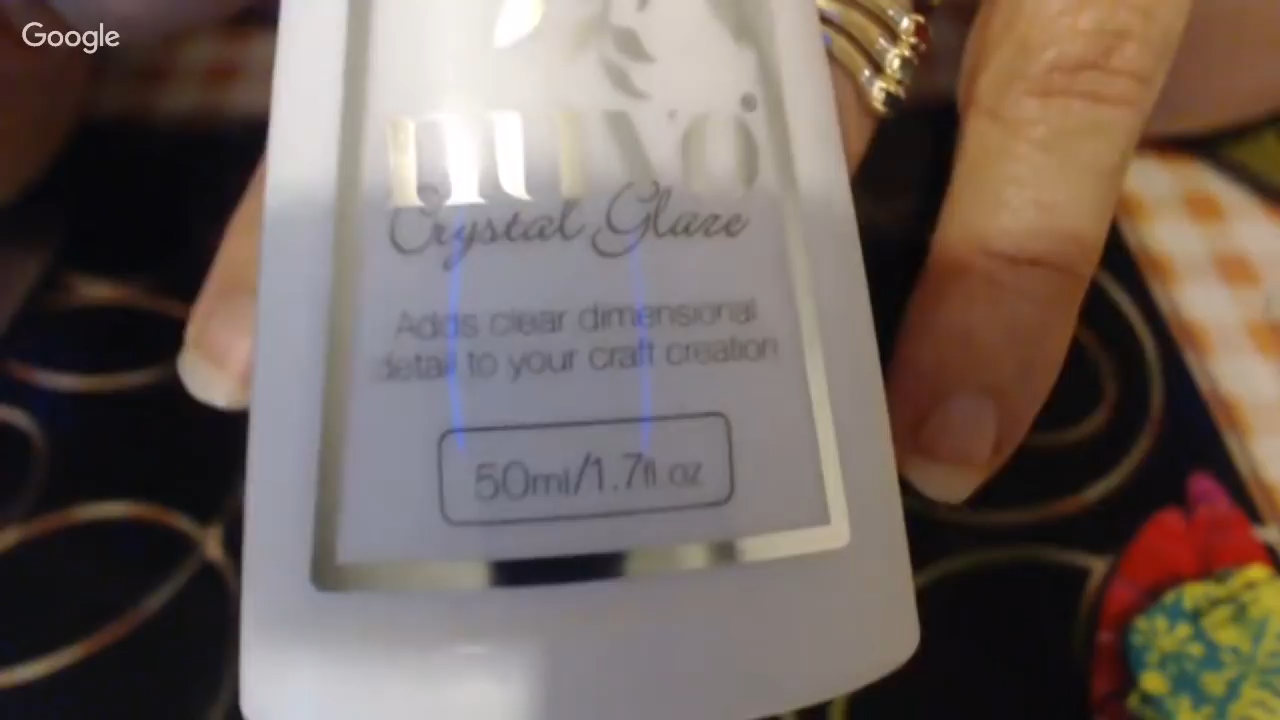 Google
nuvo®
Crystal Glaze
Adds clear dimensional
detail to your craft creation
50ml/1.7fl oz